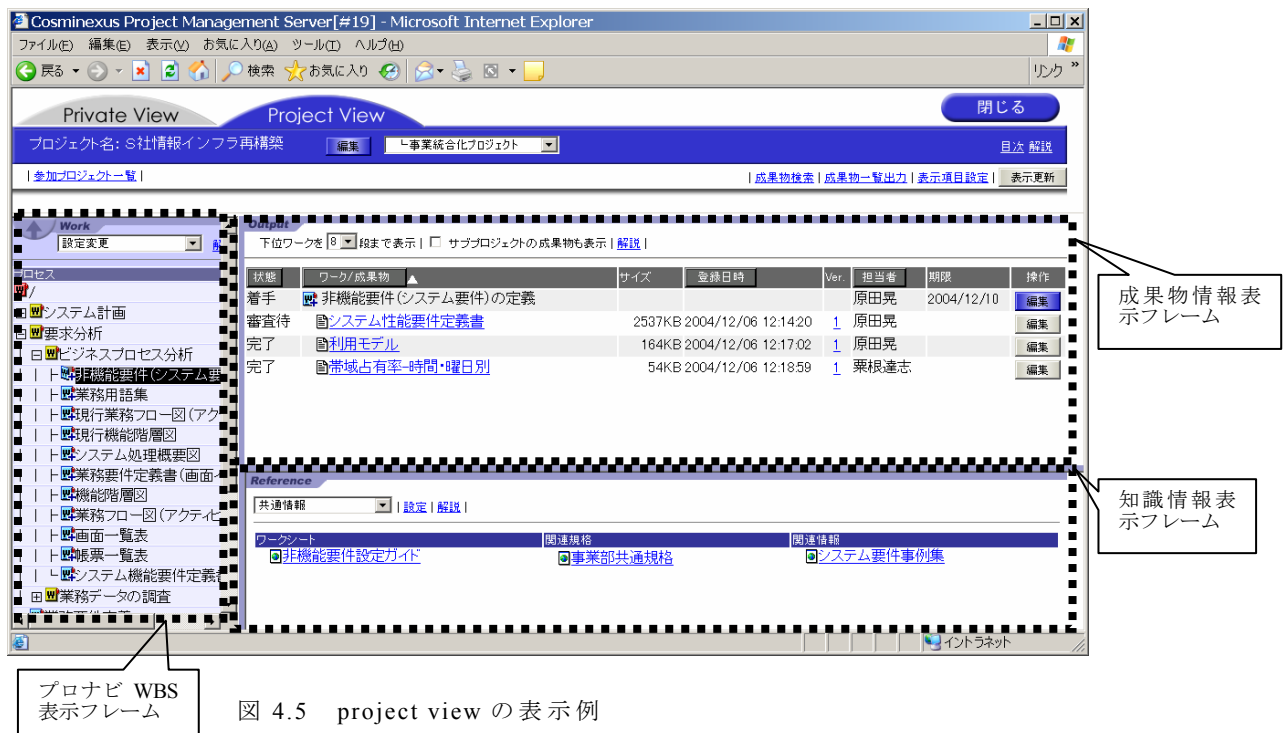 Cosminexus Project Management Server[#19] - Microsoft Internet Explorer
ファイル(F) 編集(E) 表示(V) お気に入り(A) ツール(T) ヘルプ(H)
戻る 検索 お気に入り リンク »
Private View Project View 閉じる
プロジェクト名: S社情報インフラ再構築 編集 └事業統合化プロジェクト 目次 解説
| 参加プロジェクト一覧 | | 成果物検索 | 成果物一覧出力 | 表示項目設定 | 表示更新
Work
設定変更
プロセス
/
システム計画
要求分析
ビジネスプロセス分析
非機能要件(システム要
業務用語集
現行業務フロー図(アク
現行機能階層図
システム処理概要図
業務要件定義書(画面
機能階層図
業務フロー図(アクティビ
画面一覧表
帳票一覧表
システム機能要件定義
業務データの調査
Output
下位ワークを 8 段まで表示 | サブプロジェクトの成果物も表示 | 解説 |
状態 ワーク/成果物 サイズ 登録日時 Ver. 担当者 期限 操作
着手 非機能要件(システム要件)の定義 原田晃 2004/12/10 編集
審査待 システム性能要件定義書 2537KB 2004/12/06 12:14:20 1 原田晃 編集
完了 利用モデル 164KB 2004/12/06 12:17:02 1 原田晃 編集
完了 帯域占有率-時間・曜日別 54KB 2004/12/06 12:18:59 1 粟根達志 編集
Reference
共通情報 | 設定 | 解説 |
ワークシート 関連規格 関連情報
非機能要件設定ガイド 事業部共通規格 システム要件事例集
イントラネット
成果物情報表
示フレーム
知識情報表
示フレーム
プロナビ WBS
表示フレーム
図 4.5 project view の表示例